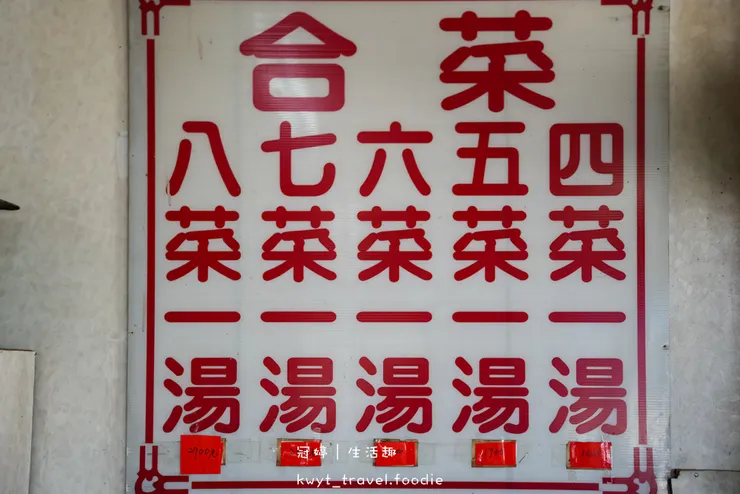 菜合
四菜一湯
五菜一湯
六菜一湯
七菜一湯
八菜一湯
冠婷｜生活趣
kwyt_travel.foodie